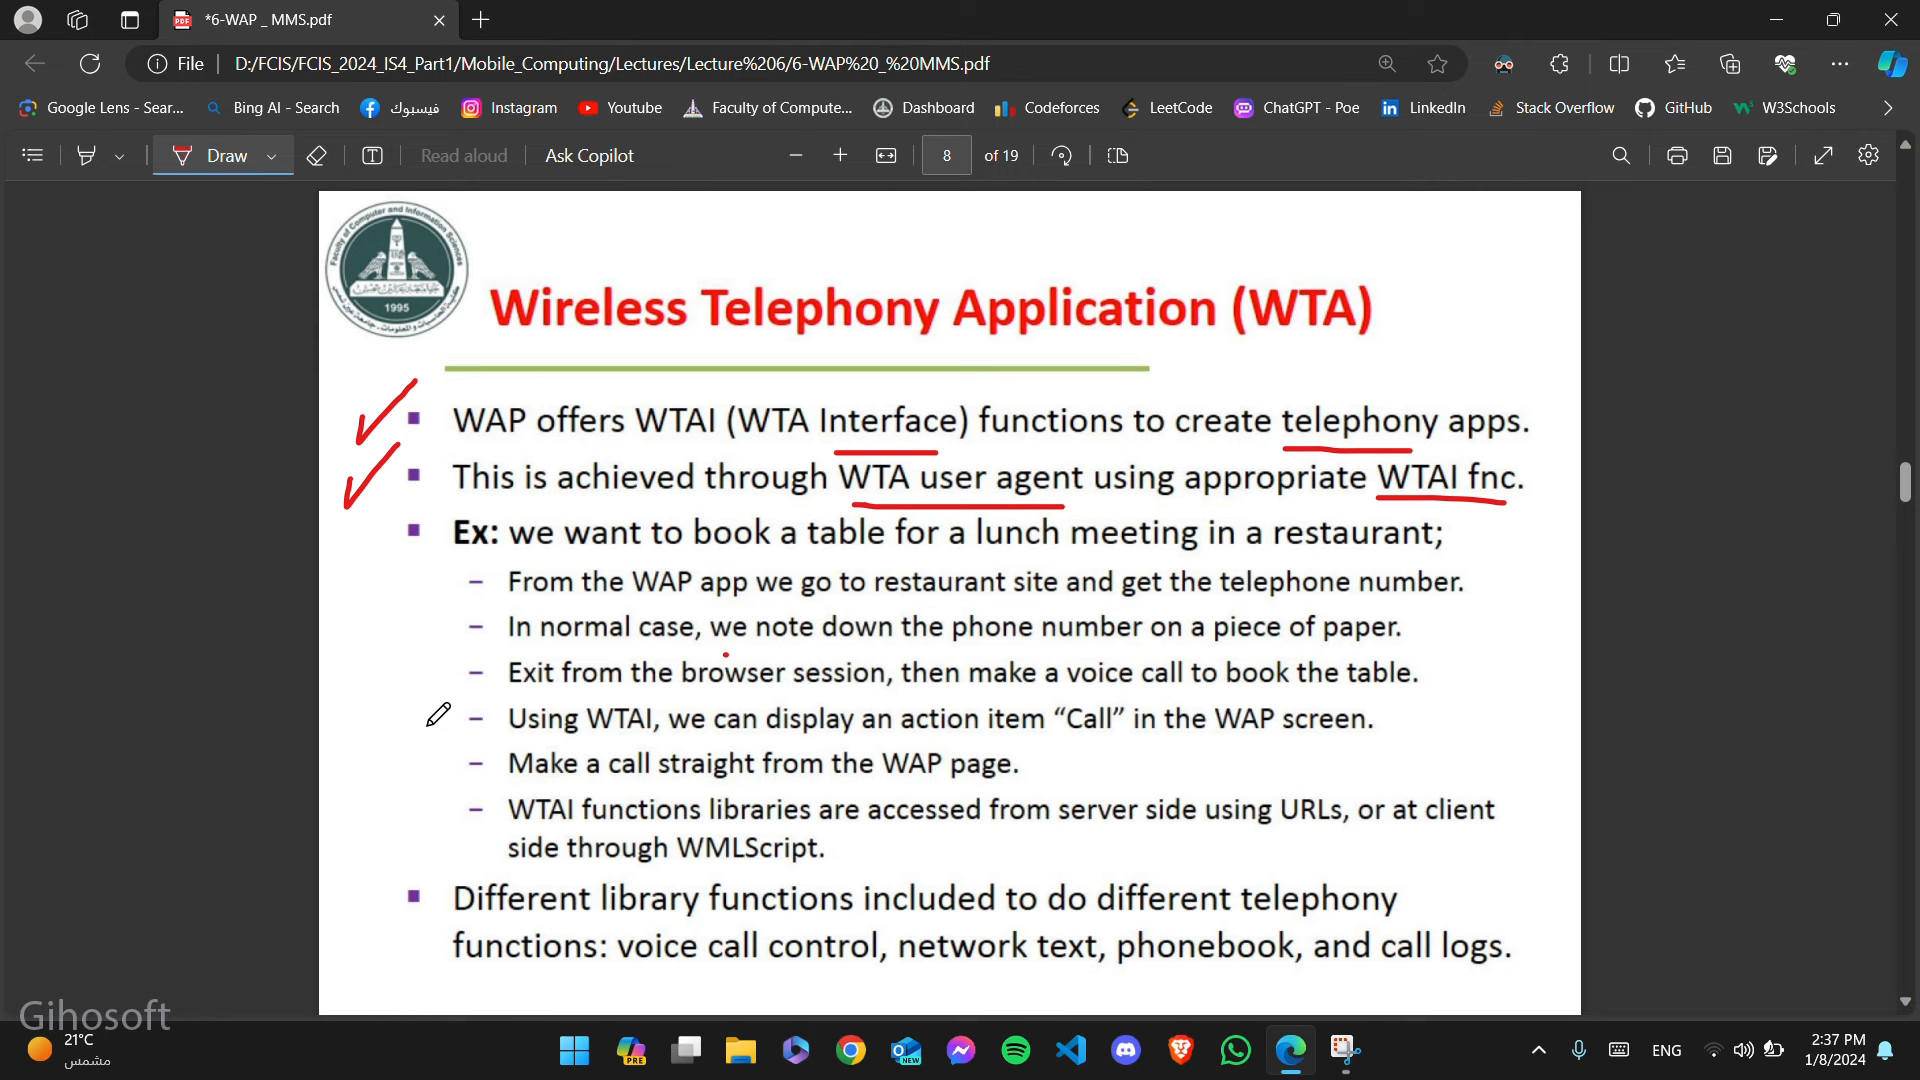 *6-WAP _ MMS.pdf
File
D:/FCIS/FCIS_2024_IS4_Part1/Mobile_Computing/Lectures/Lecture%206/6-WAP%20_%20MMS.pdf
Google Lens - Sear...
Bing AI - Search
فيسبوك
Instagram
Youtube
Faculty of Compute...
Dashboard
Codeforces
LeetCode
ChatGPT - Poe
LinkedIn
Stack Overflow
GitHub
W3Schools
Draw
Read aloud
Ask Copilot
8
of 19
Faculty of Computer and Information Sciences
1995
Wireless Telephony Application (WTA)
WAP offers WTAI (WTA Interface) functions to create telephony apps.
This is achieved through WTA user agent using appropriate WTAI fnc.
Ex: we want to book a table for a lunch meeting in a restaurant;
– From the WAP app we go to restaurant site and get the telephone number.
– In normal case, we note down the phone number on a piece of paper.
– Exit from the browser session, then make a voice call to book the table.
– Using WTAI, we can display an action item “Call” in the WAP screen.
– Make a call straight from the WAP page.
– WTAI functions libraries are accessed from server side using URLs, or at client
side through WMLScript.
Different library functions included to do different telephony
functions: voice call control, network text, phonebook, and call logs.
Gihosoft
21°C
مشمس
PRE
NEW
ENG
2:37 PM
1/8/2024